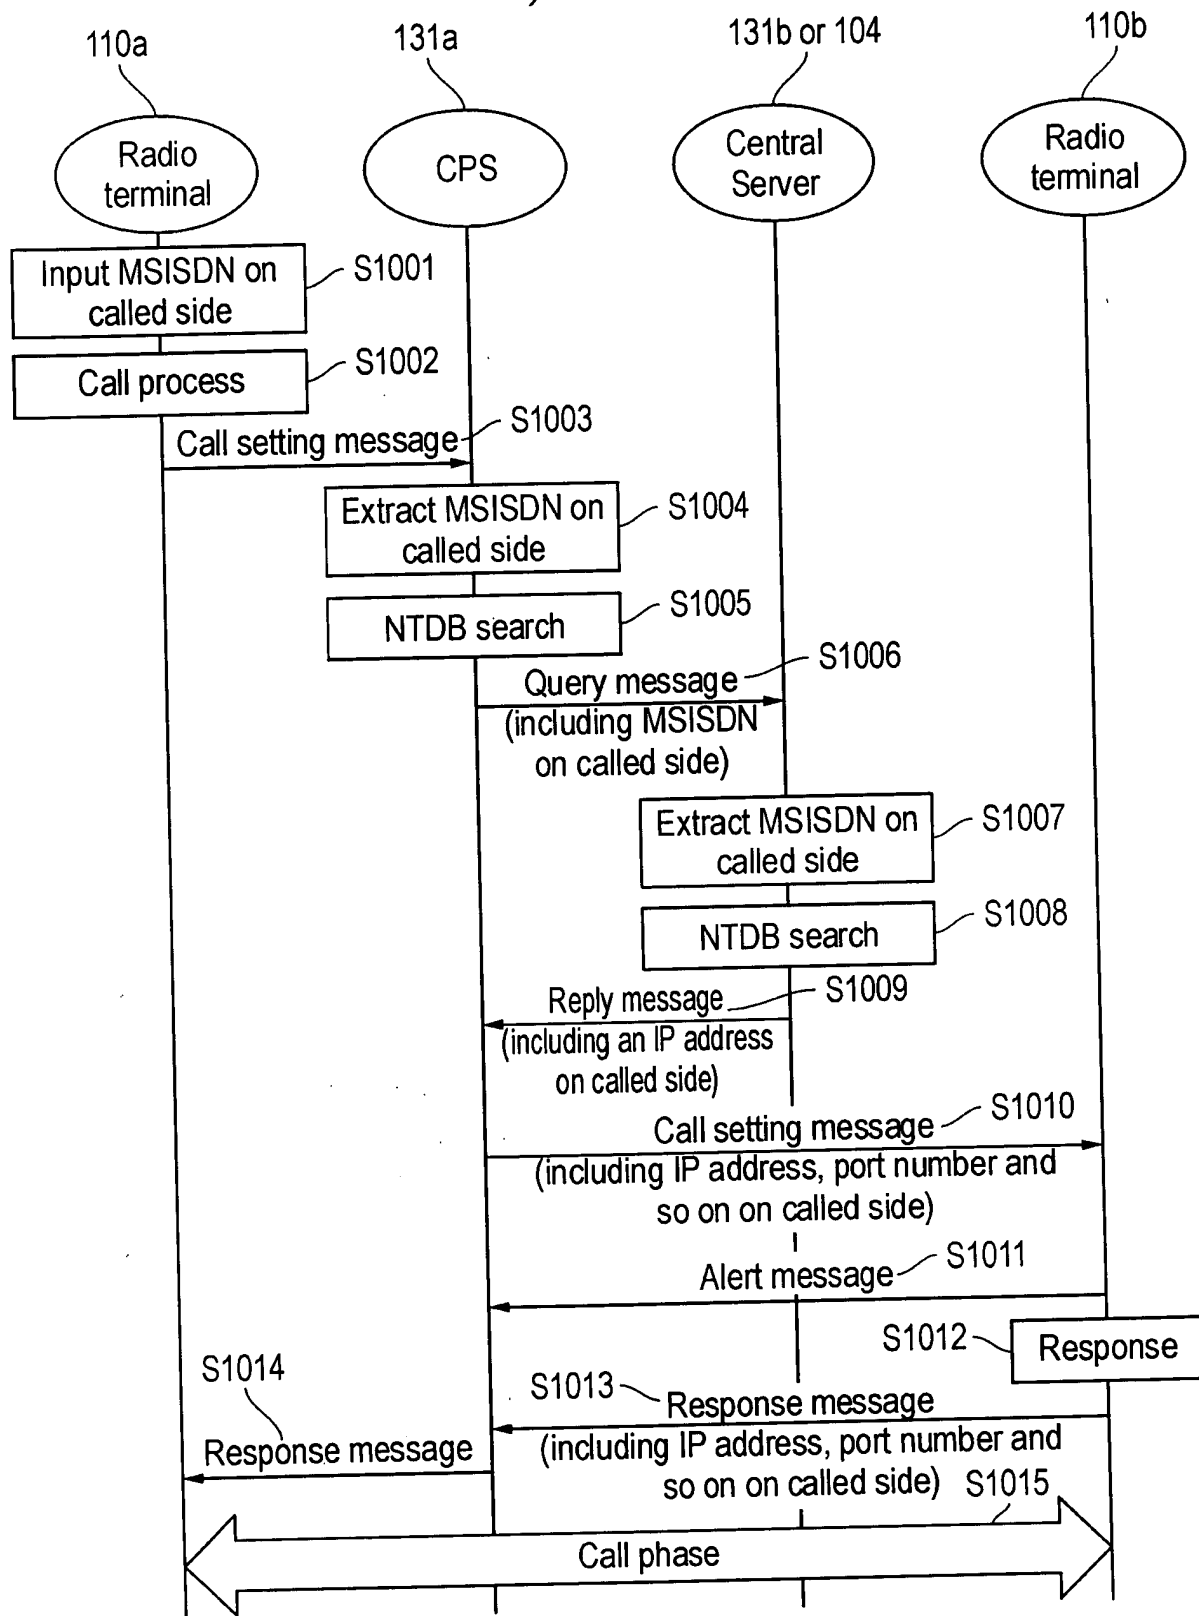 110a
131a
131b or 104
110b
Radio
terminal
CPS
Central
Server
Radio
terminal
Input MSISDN on
called side
S1001
Call process
S1002
Call setting message
S1003
Extract MSISDN on
called side
S1004
NTDB search
S1005
Query message
S1006
(including MSISDN
on called side)
Extract MSISDN on
called side
S1007
NTDB search
S1008
Reply message
S1009
(including an IP address
on called side)
Call setting message
S1010
(including IP address, port number and
so on on called side)
Alert message
S1011
S1012
Response
S1013
Response message
(including IP address, port number and
so on on called side)
S1014
Response message
S1015
Call phase